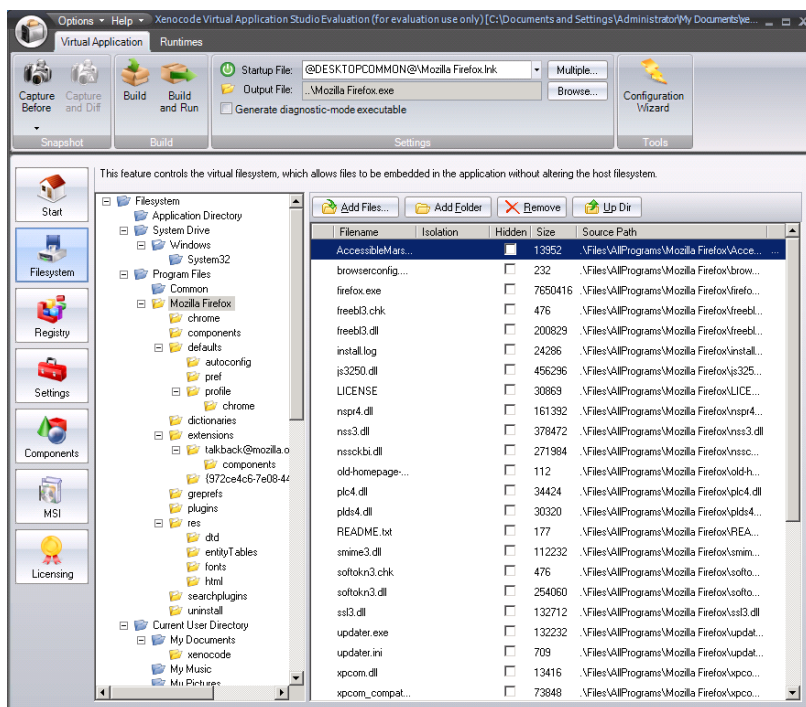 Options Help Xenocode Virtual Application Studio Evaluation (for evaluation use only) [C:\Documents and Settings\Administrator\My Documents\xe...
Virtual Application Runtimes
Capture Before
Capture and Diff
Build
Build and Run
Startup File: @DESKTOPCOMMON@\Mozilla Firefox.lnk Multiple...
Output File: ..\Mozilla Firefox.exe Browse...
Generate diagnostic-mode executable
Configuration Wizard
Snapshot Build Settings Tools
This feature controls the virtual filesystem, which allows files to be embedded in the application without altering the host filesystem.
Start
Filesystem
Registry
Settings
Components
MSI
Licensing
Filesystem
Application Directory
System Drive
Windows
System32
Program Files
Common
Mozilla Firefox
chrome
components
defaults
autoconfig
pref
profile
chrome
dictionaries
extensions
talkback@mozilla.o
components
{972ce4c6-7e08-44
greprefs
plugins
res
dtd
entityTables
fonts
html
searchplugins
uninstall
Current User Directory
My Documents
xenocode
My Music
My Pictures
Add Files... Add Folder Remove Up Dir
Filename Isolation Hidden Size Source Path
AccessibleMars... 13952 .\Files\AllPrograms\Mozilla Firefox\Acce... ...
browserconfig.... 232 .\Files\AllPrograms\Mozilla Firefox\brow...
firefox.exe 7650416 .\Files\AllPrograms\Mozilla Firefox\firefo...
freebl3.chk 476 .\Files\AllPrograms\Mozilla Firefox\freebl...
freebl3.dll 200829 .\Files\AllPrograms\Mozilla Firefox\freebl...
install.log 24286 .\Files\AllPrograms\Mozilla Firefox\install...
js3250.dll 456296 .\Files\AllPrograms\Mozilla Firefox\js325...
LICENSE 30869 .\Files\AllPrograms\Mozilla Firefox\LICE...
nspr4.dll 161392 .\Files\AllPrograms\Mozilla Firefox\nspr4...
nss3.dll 378472 .\Files\AllPrograms\Mozilla Firefox\nss3.dll
nssckbi.dll 271984 .\Files\AllPrograms\Mozilla Firefox\nssc...
old-homepage-... 112 .\Files\AllPrograms\Mozilla Firefox\old-h...
plc4.dll 34424 .\Files\AllPrograms\Mozilla Firefox\plc4.dll
plds4.dll 30320 .\Files\AllPrograms\Mozilla Firefox\plds4...
README.txt 177 .\Files\AllPrograms\Mozilla Firefox\REA...
smime3.dll 112232 .\Files\AllPrograms\Mozilla Firefox\smim...
softokn3.chk 476 .\Files\AllPrograms\Mozilla Firefox\softo...
softokn3.dll 254060 .\Files\AllPrograms\Mozilla Firefox\softo...
ssl3.dll 132712 .\Files\AllPrograms\Mozilla Firefox\ssl3.dll
updater.exe 132232 .\Files\AllPrograms\Mozilla Firefox\updat...
updater.ini 709 .\Files\AllPrograms\Mozilla Firefox\updat...
xpcom.dll 13416 .\Files\AllPrograms\Mozilla Firefox\xpco...
xpcom_compat... 73848 .\Files\AllPrograms\Mozilla Firefox\xpco...